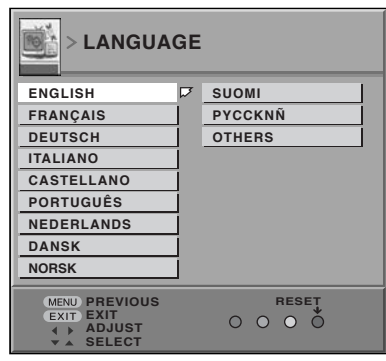 > LANGUAGE
ENGLISH
FRANÇAIS
DEUTSCH
ITALIANO
CASTELLANO
PORTUGUÊS
NEDERLANDS
DANSK
NORSK
SUOMI
PYCCKNÑ
OTHERS
MENU PREVIOUS
EXIT EXIT
ADJUST
SELECT
RESET